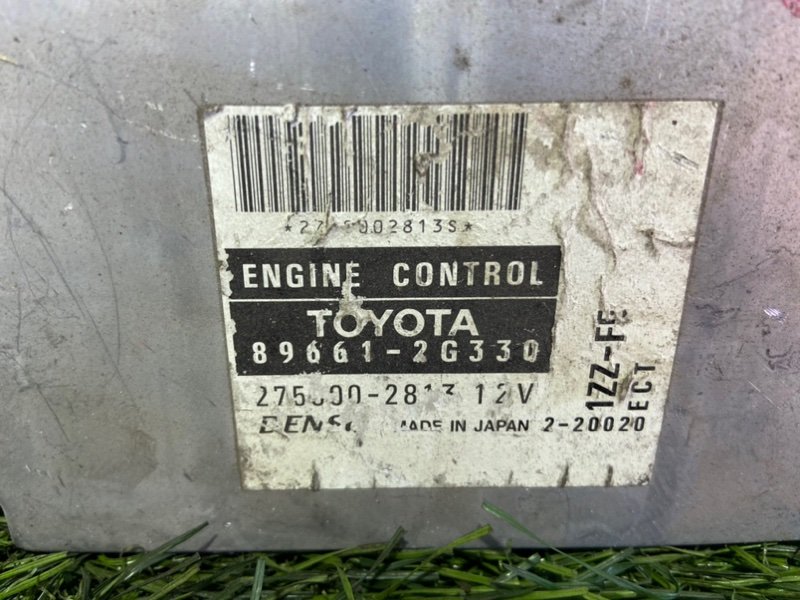 ENGINE CONTROL
TOYOTA
89661-2G330
12V
MADE IN JAPAN 2-20020
1ZZ-FE
ECT